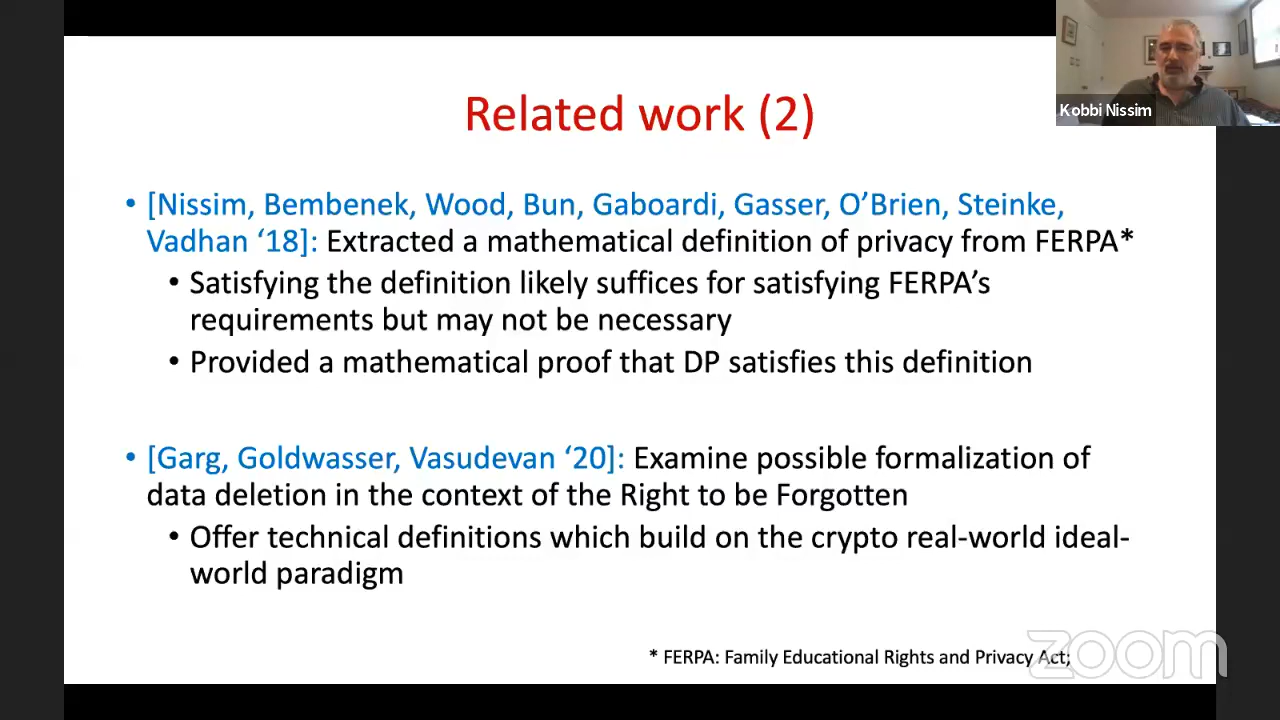 Kobbi Nissim
Related work (2)
• [Nissim, Bembenek, Wood, Bun, Gaboardi, Gasser, O’Brien, Steinke,
Vadhan ‘18]: Extracted a mathematical definition of privacy from FERPA*
• Satisfying the definition likely suffices for satisfying FERPA’s
requirements but may not be necessary
• Provided a mathematical proof that DP satisfies this definition
• [Garg, Goldwasser, Vasudevan ‘20]: Examine possible formalization of
data deletion in the context of the Right to be Forgotten
• Offer technical definitions which build on the crypto real-world ideal-
world paradigm
* FERPA: Family Educational Rights and Privacy Act;
zoom